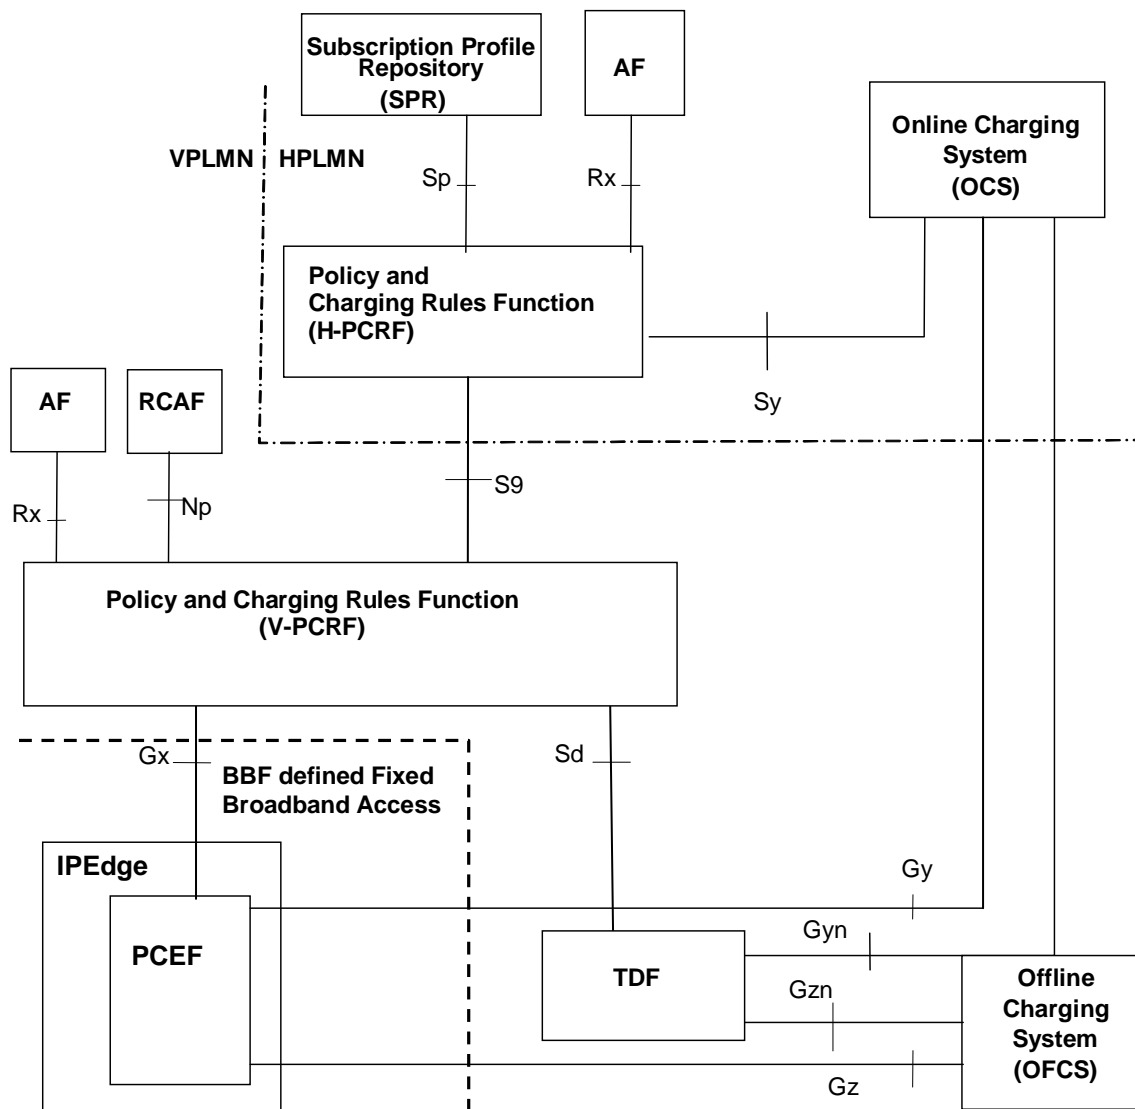 Subscription Profile
Repository
(SPR)
AF
Online Charging
System
(OCS)
VPLMN
HPLMN
Sp
Rx
Policy and
Charging Rules Function
(H-PCRF)
Sy
AF
RCAF
Rx
Np
S9
Policy and Charging Rules Function
(V-PCRF)
Gx
Sd
BBF defined Fixed
Broadband Access
IPEdge
PCEF
Gy
Gyn
TDF
Gzn
Gz
Offline
Charging
System
(OFCS)